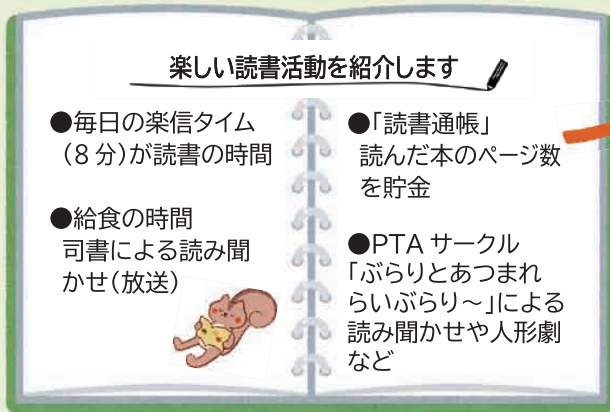 楽しい読書活動を紹介します
●毎日の楽信タイム
(8分)が読書の時間
●給食の時間
司書による読み聞
かせ(放送)
●「読書通帳」
読んだ本のページ数
を貯金
●PTA サークル
「ぶらりとあつまれ
らいぶらり～」による
読み聞かせや人形劇
など